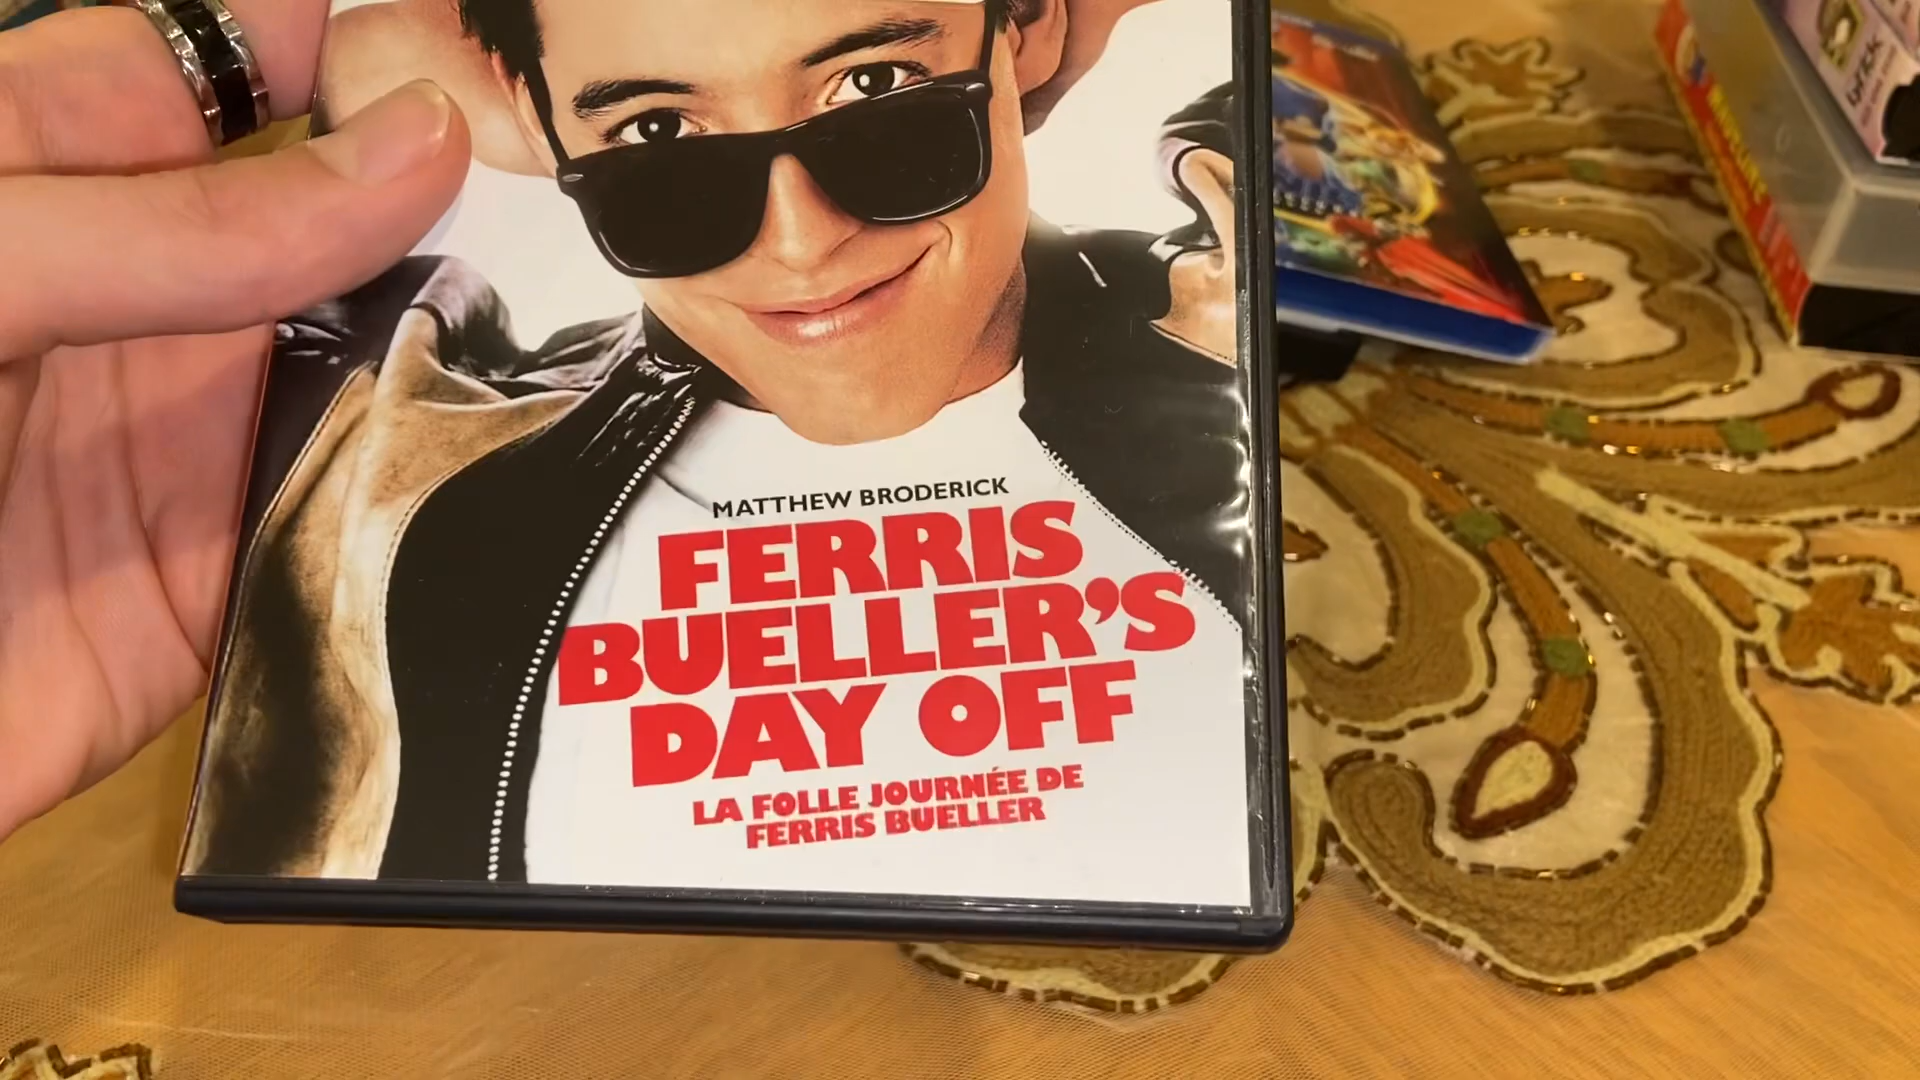 MATTHEW BRODERICK
FERRIS
BUELLER'S
DAY OFF
LA FOLLE JOURNÉE DE
FERRIS BUELLER